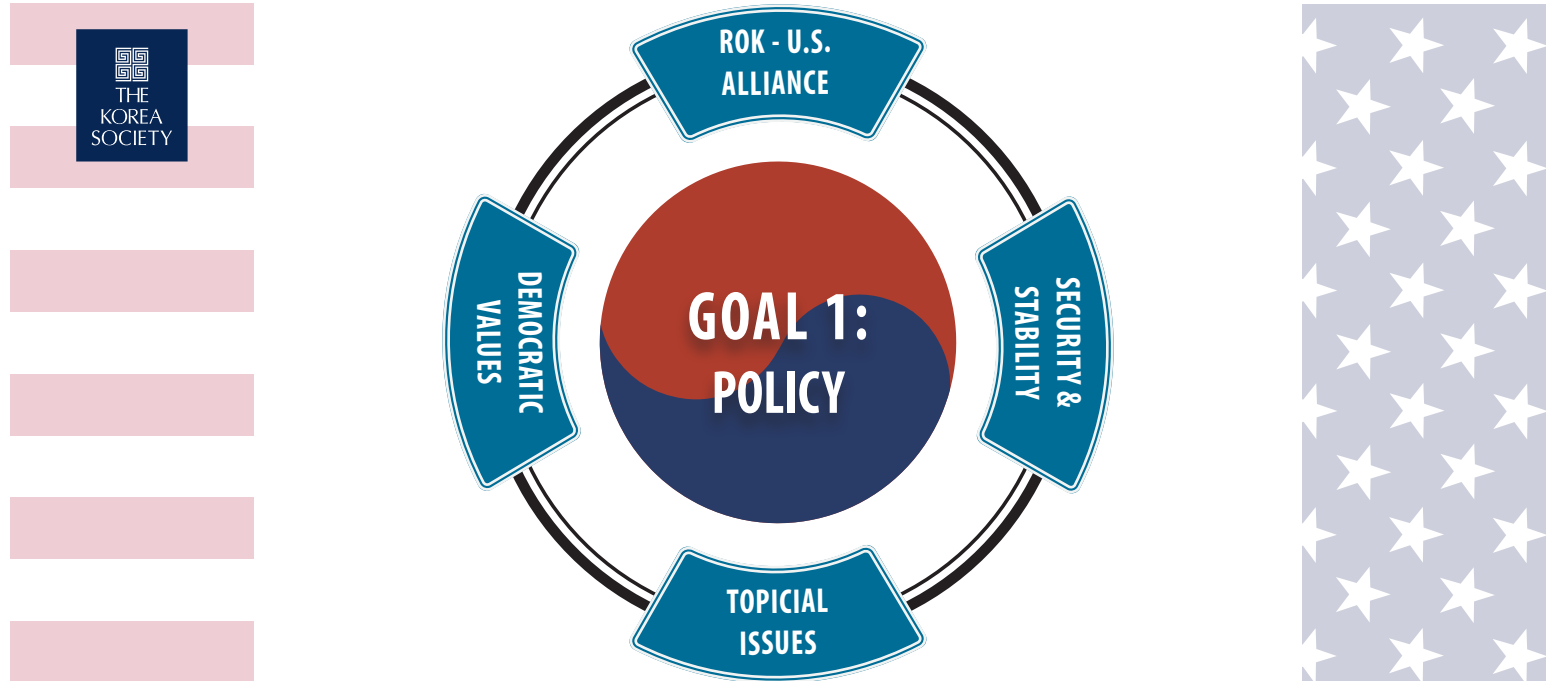 THE
KOREA
SOCIETY
ROK - U.S.
ALLIANCE
DEMOCRATIC
VALUES
GOAL 1:
POLICY
SECURITY &
STABILITY
TOPICIAL
ISSUES